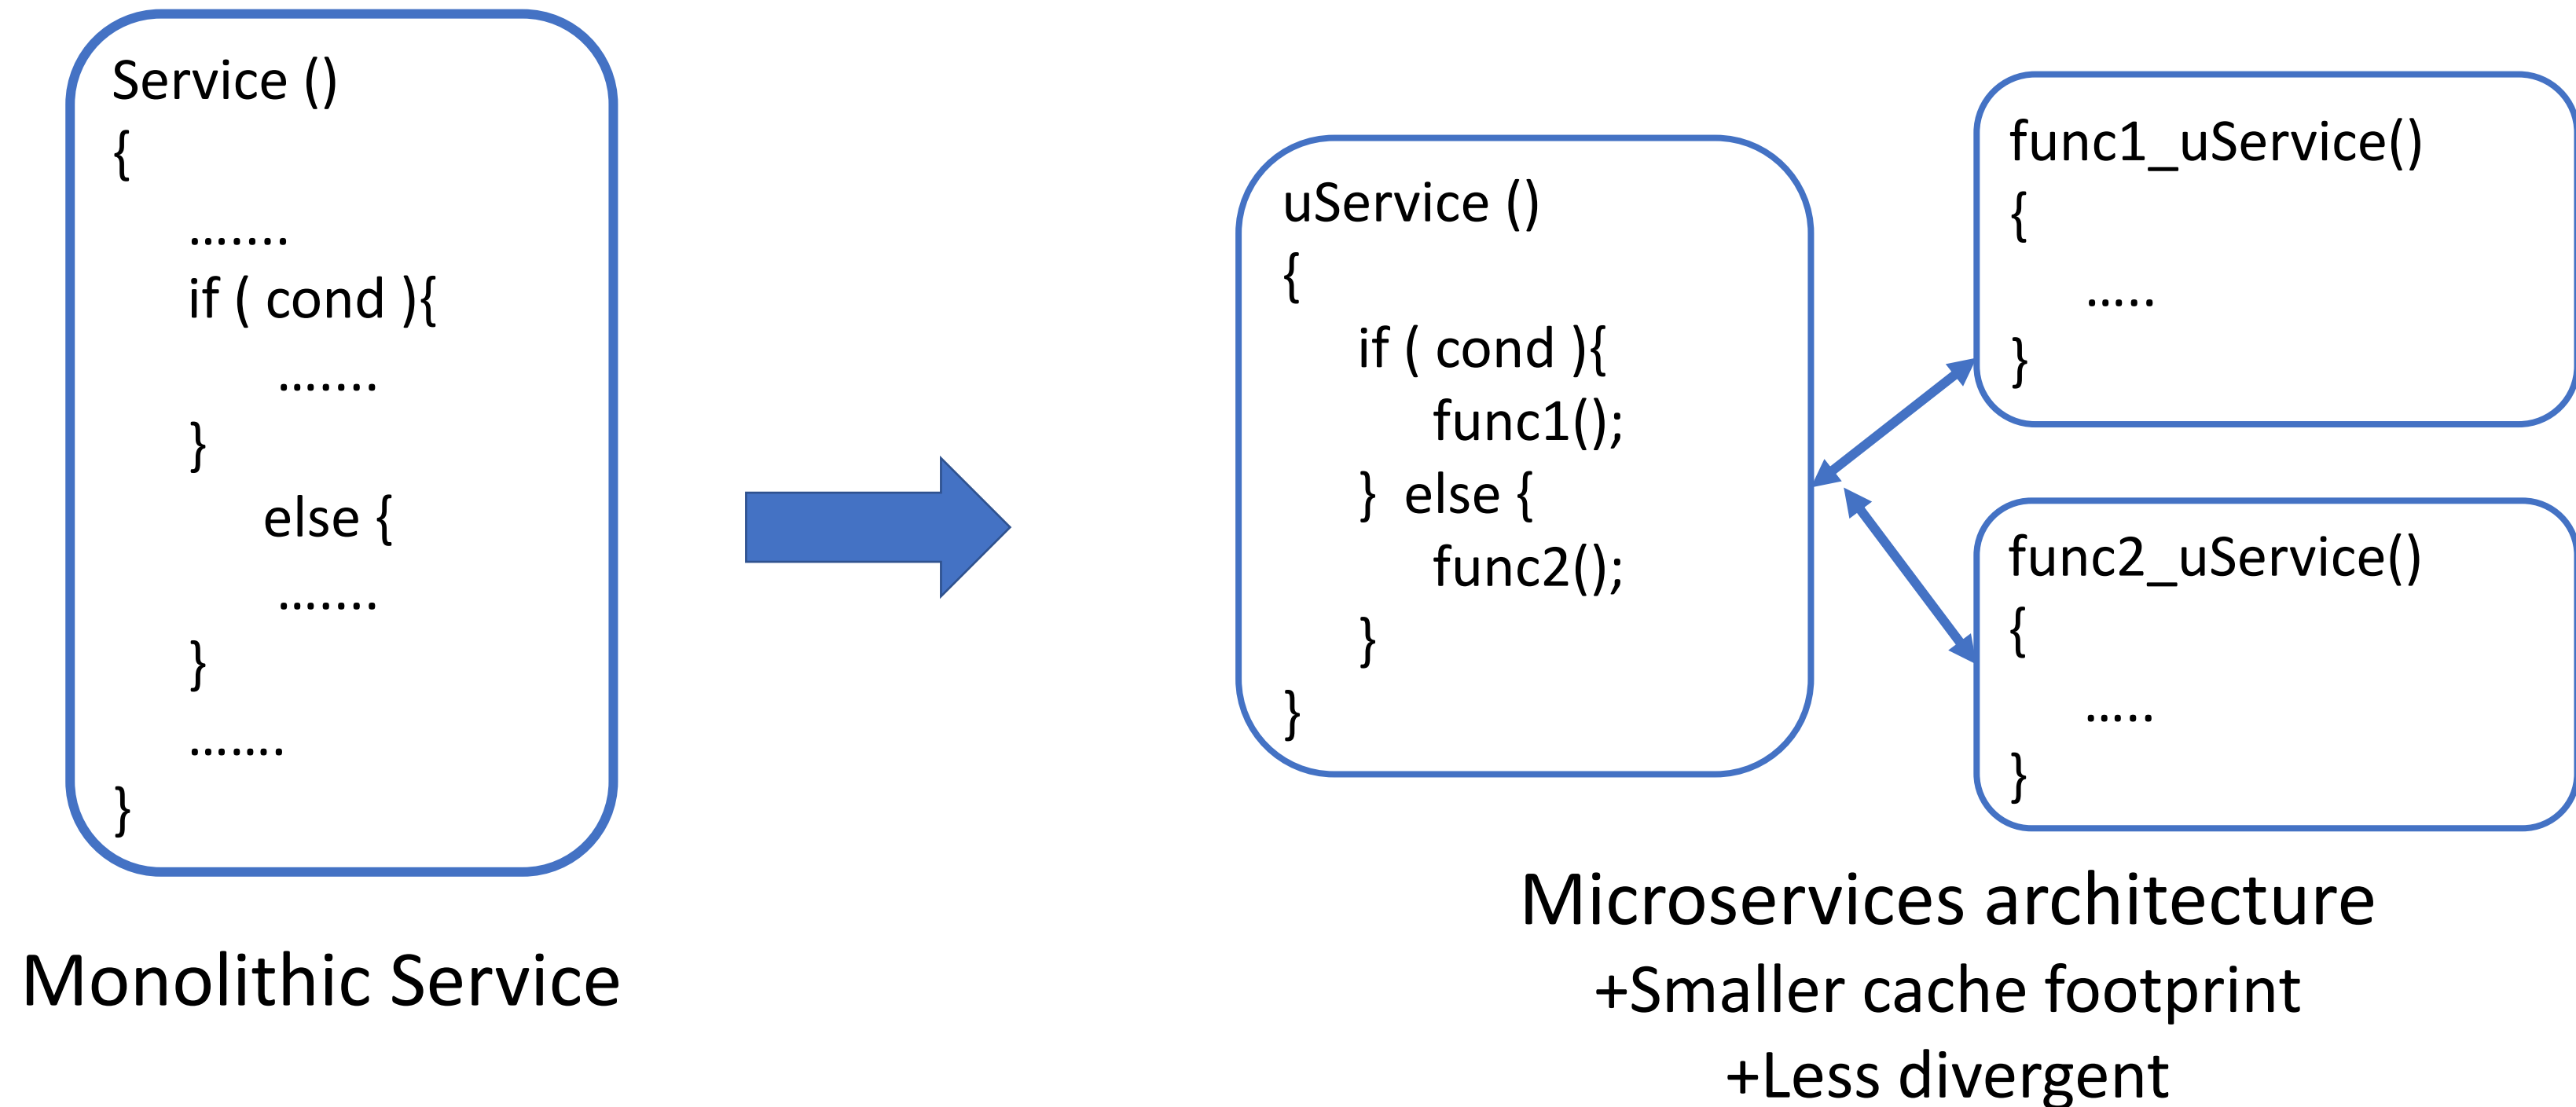 Service ()
{
.......
if ( cond ){
.......
}
else {
.......
}
.......
}
Monolithic Service
uService ()
{
if ( cond ){
func1();
} else {
func2();
}
}
func1_uService()
{
.....
}
func2_uService()
{
.....
}
Microservices architecture
+Smaller cache footprint
+Less divergent